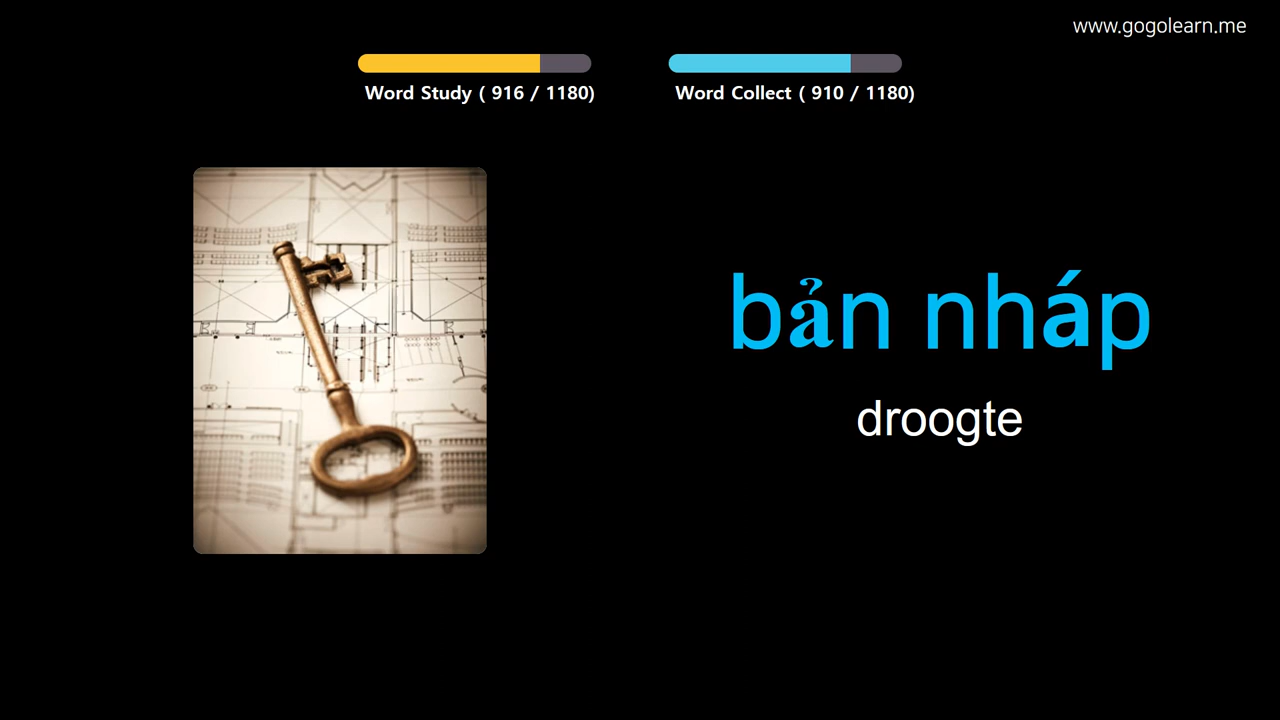 www.gogolearn.me
Word Study ( 916 / 1180)
Word Collect ( 910 / 1180)
bản nháp
droogte